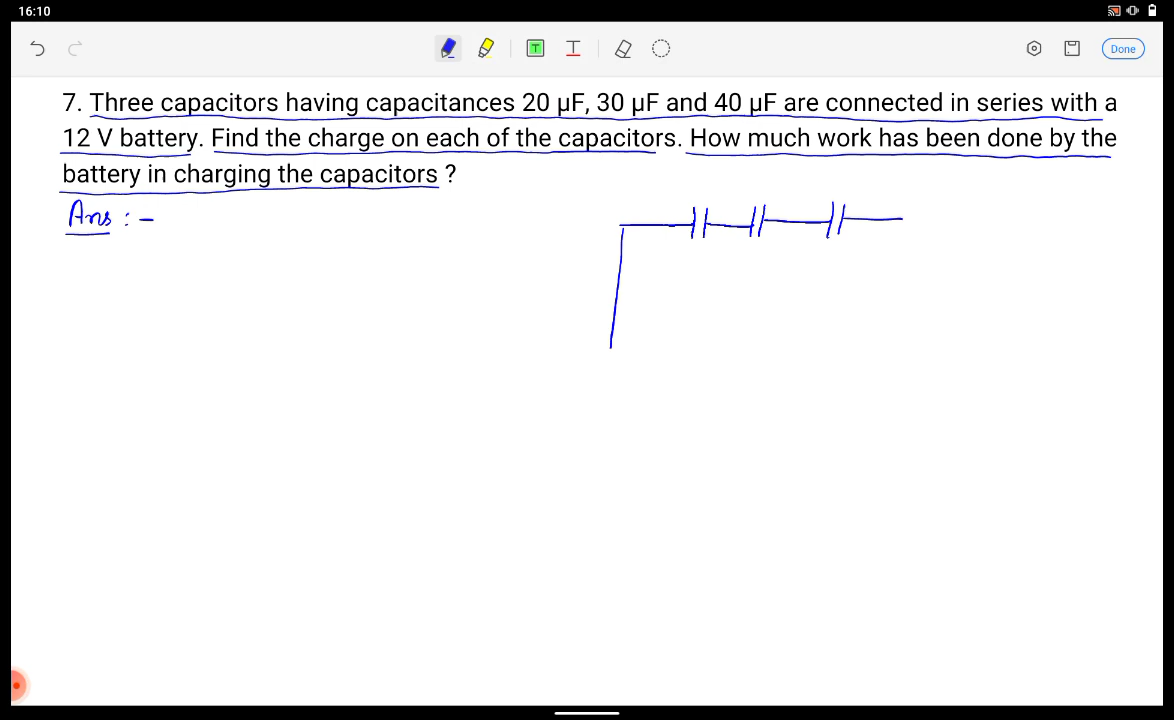 16:10
T T
Done
7. Three capacitors having capacitances 20 μF, 30 μF and 40 μF are connected in series with a
12 V battery. Find the charge on each of the capacitors. How much work has been done by the
battery in charging the capacitors ?
Ans : -